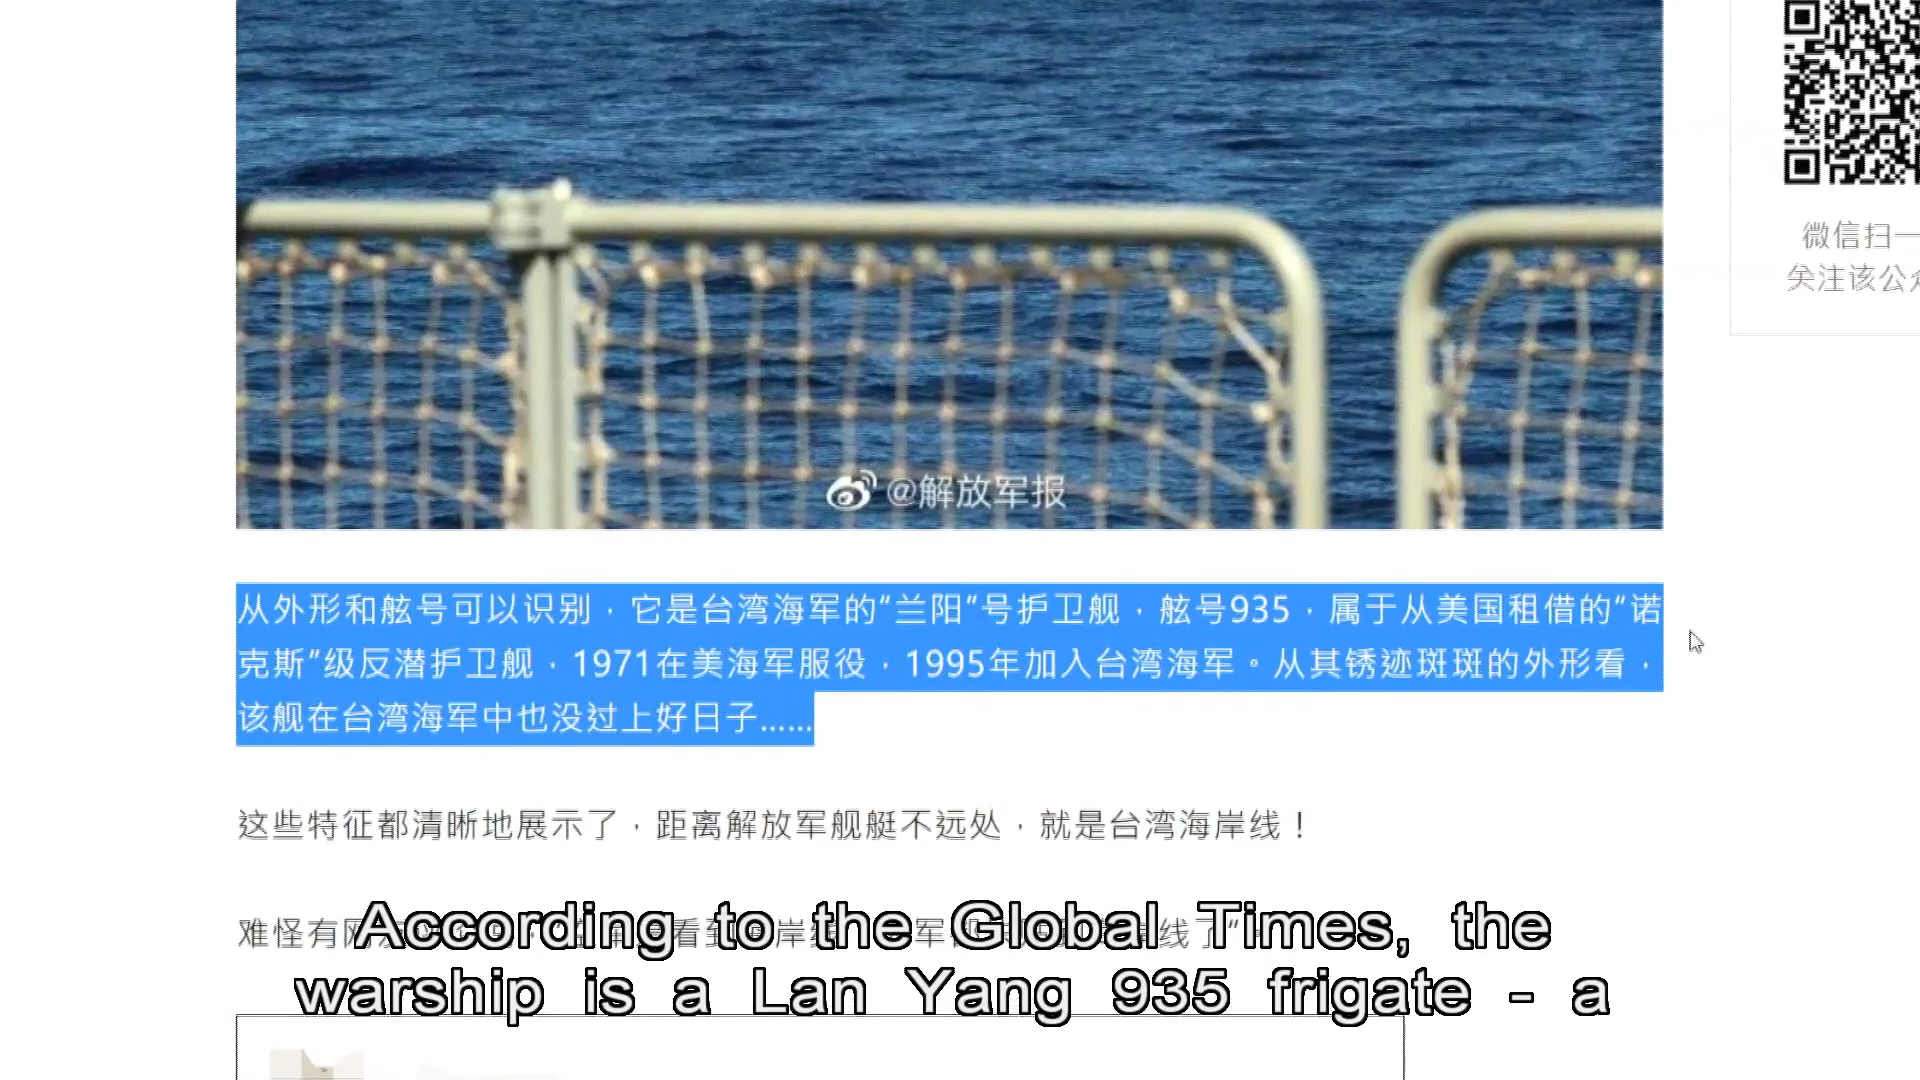 微信扫一
关注该公众
@解放军报
从外形和舷号可以识别，它是台湾海军的“兰阳”号护卫舰，舷号935，属于从美国租借的“诺
克斯”级反潜护卫舰，1971在美海军服役，1995年加入台湾海军。从其锈迹斑斑的外形看，
该舰在台湾海军中也没过上好日子……
这些特征都清晰地展示了，距离解放军舰艇不远处，就是台湾海岸线！
难怪有网
According to the Global Times, the
warship is a Lan Yang 935 frigate - a